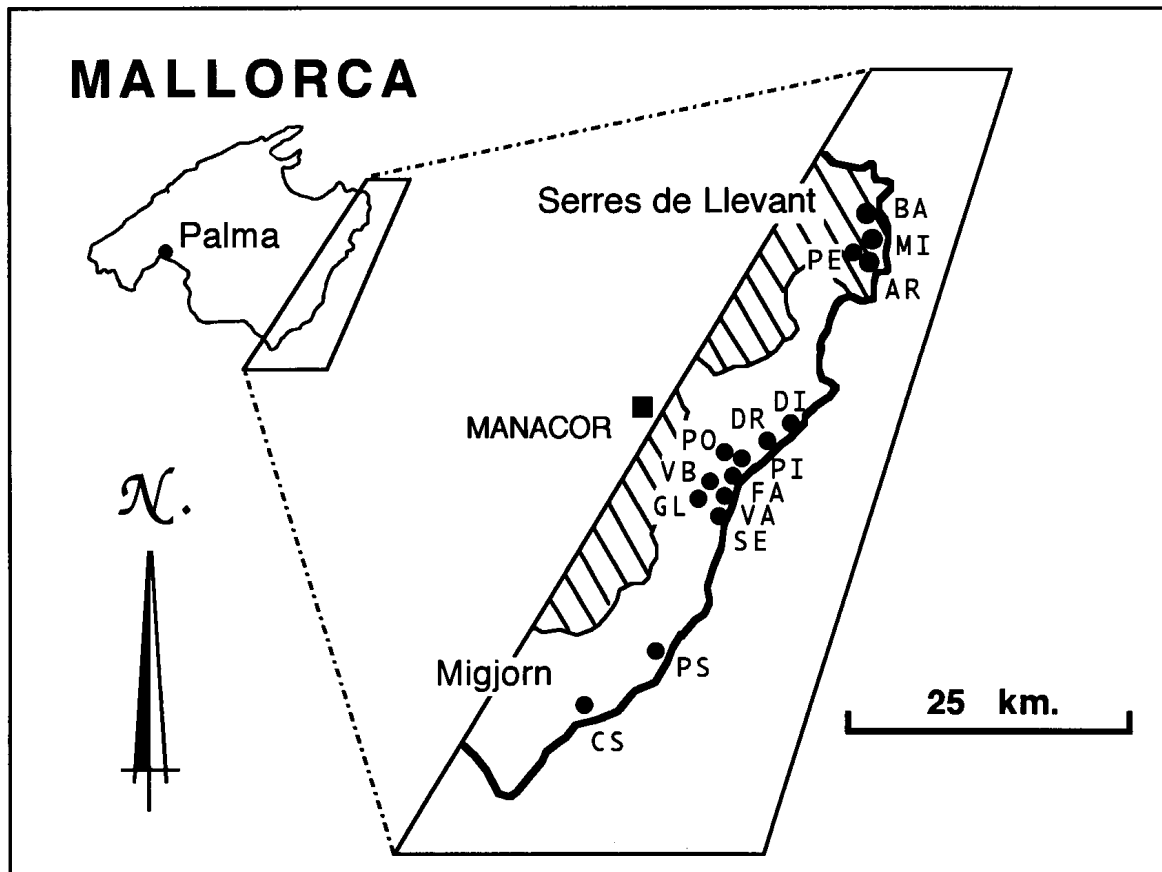 MALLORCA
Palma
Serres de Llevant
BA
MI
PE
AR
MANACOR
DI
DR
PO
PI
VB
FA
GL
VA
SE
N.
Migjorn
PS
CS
25 km.